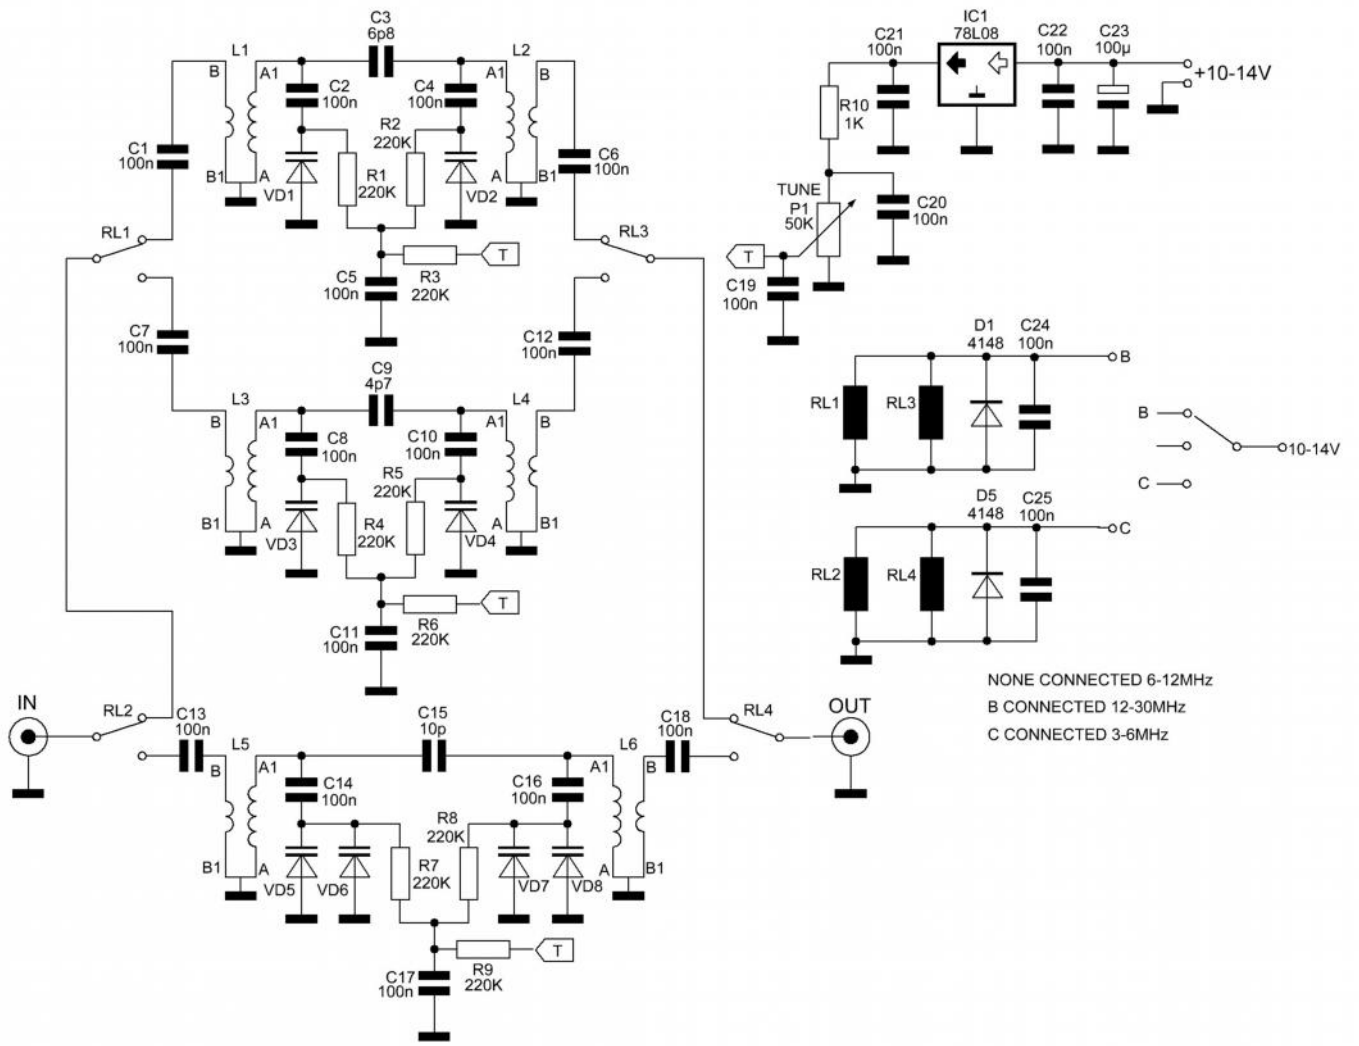 C3
6p8
L1
L2
B
A1
A1
B
C2
100n
C4
100n
R2
220K
C1
100n
R1
220K
C6
100n
B1
A
VD1
VD2
A
B1
RL1
RL3
T
C5
100n
R3
220K
C7
100n
C12
100n
C9
4p7
L3
L4
B
A1
A1
B
C8
100n
C10
100n
R5
220K
R4
220K
B1
A
VD3
VD4
A
B1
T
C11
100n
R6
220K
IN
RL2
C13
100n
C15
10p
C18
100n
RL4
OUT
L5
L6
B
A1
A1
B
C14
100n
C16
100n
R8
220K
R7
220K
B1
A
VD5
VD6
VD7
VD8
A
B1
T
C17
100n
R9
220K
IC1
78L08
C21
100n
C22
100n
C23
100µ
+10-14V
R10
1K
TUNE
P1
50K
C20
100n
T
C19
100n
D1
4148
C24
100n
B
RL1
RL3
B
10-14V
C
D5
4148
C25
100n
C
RL2
RL4
NONE CONNECTED 6-12MHz
B CONNECTED 12-30MHz
C CONNECTED 3-6MHz